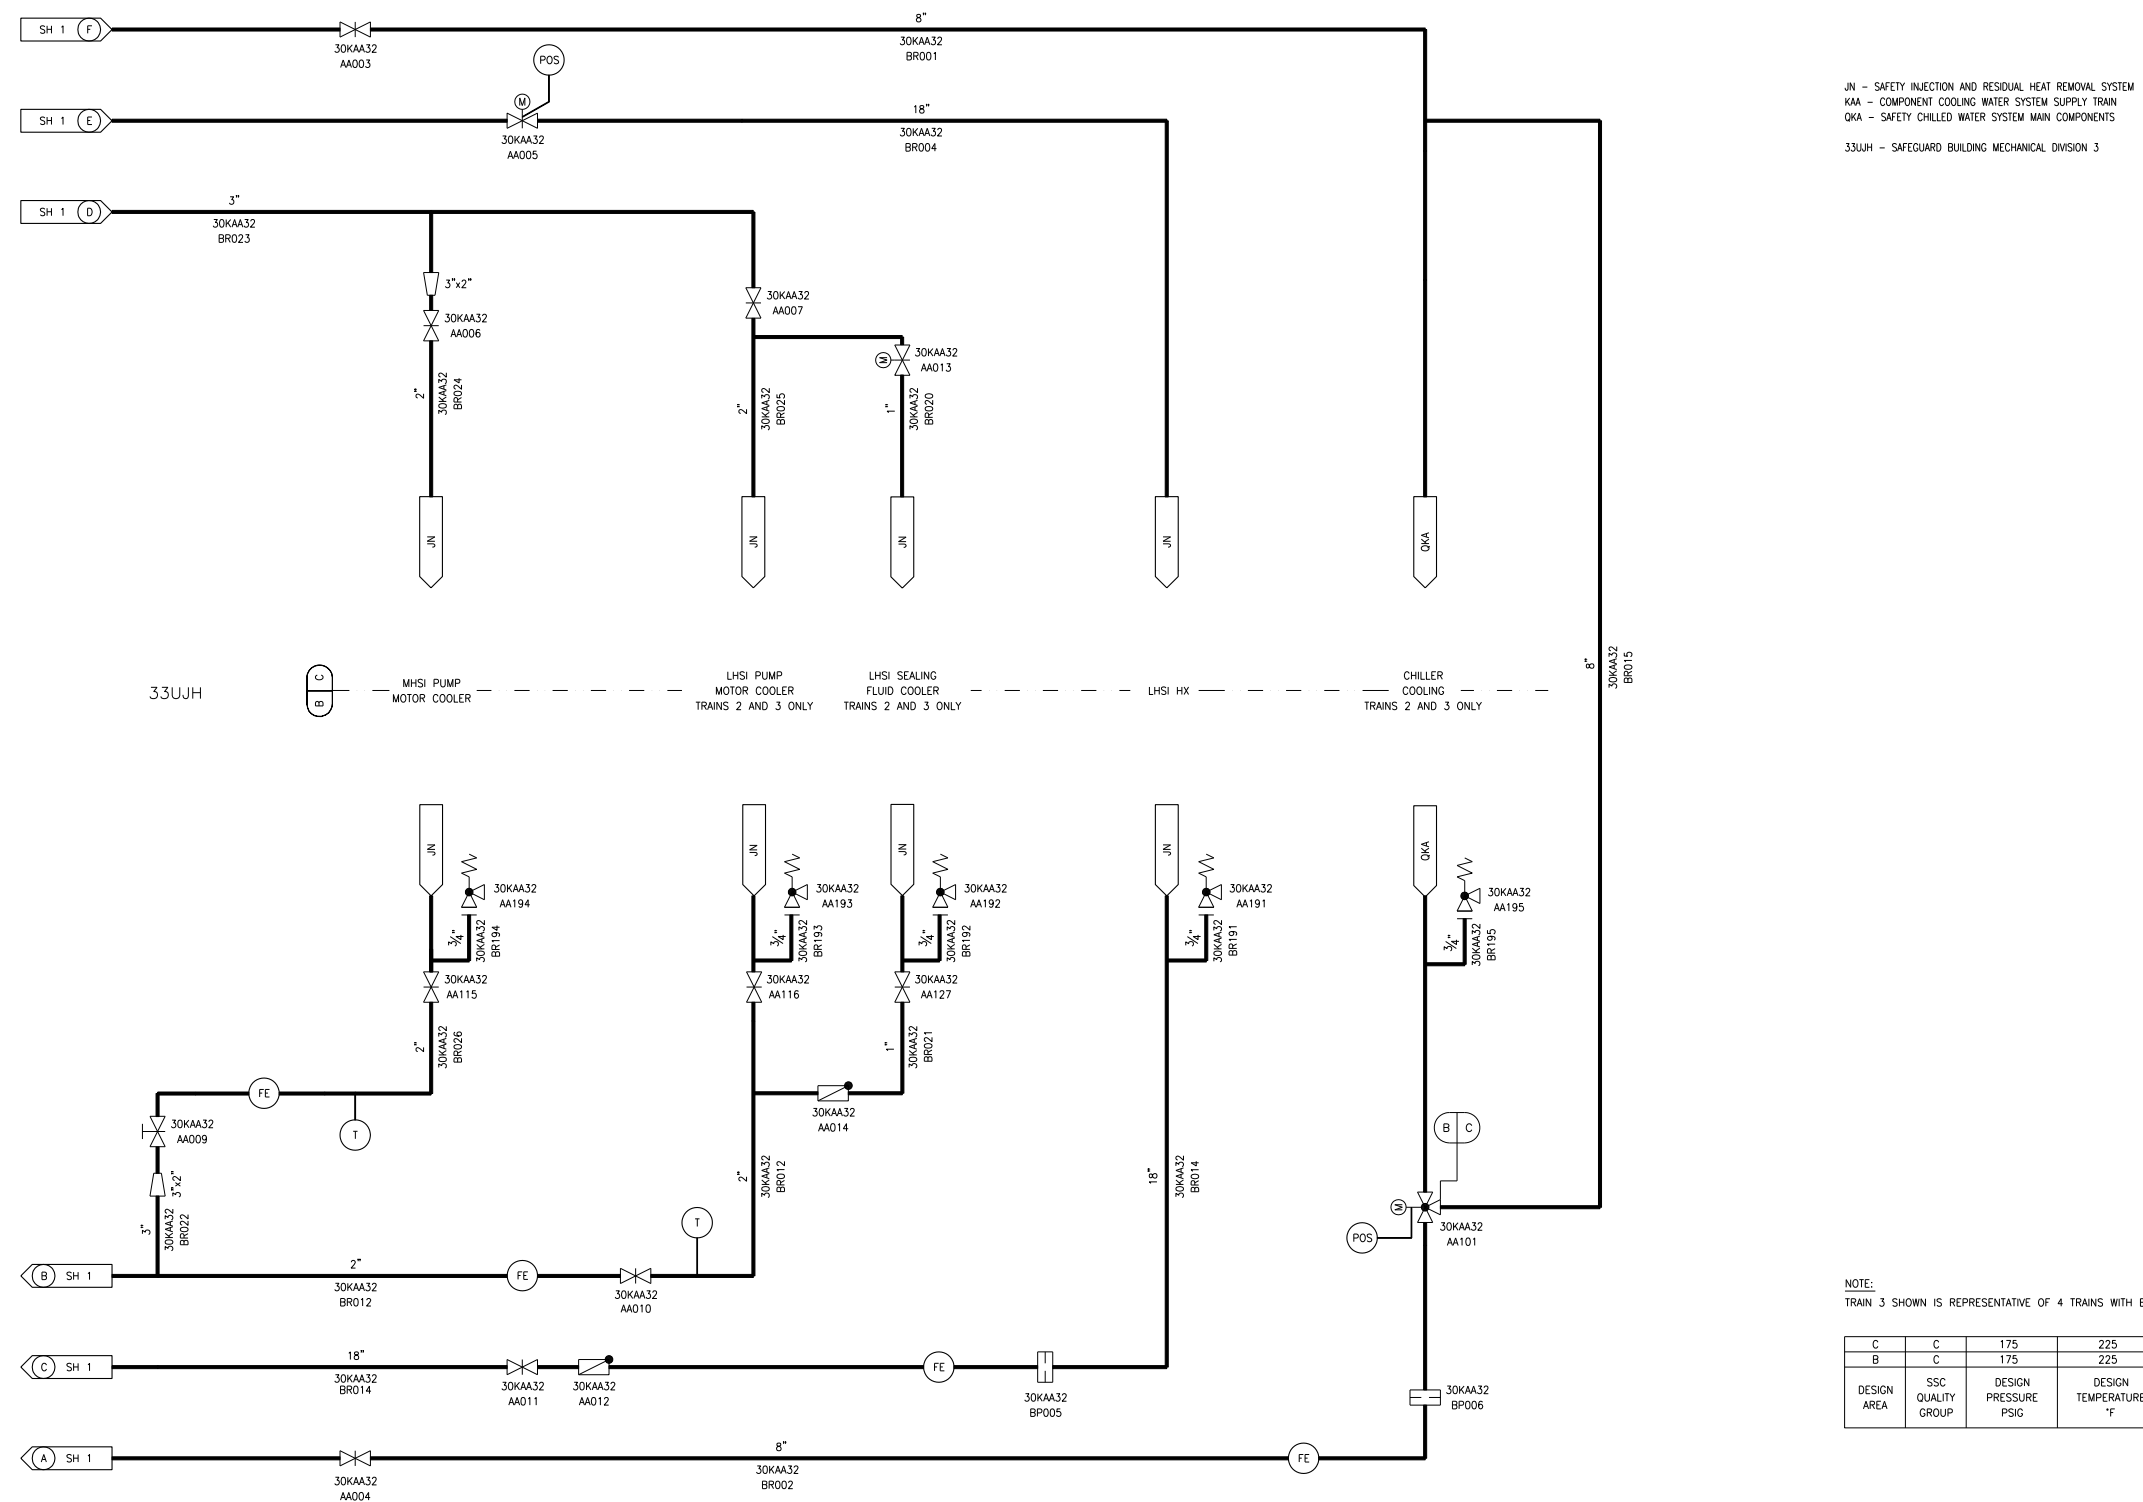 SH 1 F
30KAA32
AA003
8"
30KAA32
BR001
POS
M
SH 1 E
30KAA32
AA005
18"
30KAA32
BR004
JN - SAFETY INJECTION AND RESIDUAL HEAT REMOVAL SYSTEM
KAA - COMPONENT COOLING WATER SYSTEM SUPPLY TRAIN
QKA - SAFETY CHILLED WATER SYSTEM MAIN COMPONENTS
33UJH - SAFEGUARD BUILDING MECHANICAL DIVISION 3
SH 1 D
3"
30KAA32
BR023
3"x2"
30KAA32
AA006
2"
30KAA32
BR024
30KAA32
AA007
2"
30KAA32
BR025
M
30KAA32
AA013
1"
30KAA32
BR020
JN
JN
JN
JN
QKA
8"
30KAA32
BR015
33UJH
C
B
MHSI PUMP
MOTOR COOLER
LHSI PUMP
MOTOR COOLER
TRAINS 2 AND 3 ONLY
LHSI SEALING
FLUID COOLER
TRAINS 2 AND 3 ONLY
LHSI HX
CHILLER
COOLING
TRAINS 2 AND 3 ONLY
JN
JN
JN
JN
QKA
30KAA32
AA194
3/4"
30KAA32
BR194
30KAA32
AA193
3/4"
30KAA32
BR193
30KAA32
AA192
3/4"
30KAA32
BR192
30KAA32
AA191
3/4"
30KAA32
BR191
30KAA32
AA195
3/4"
30KAA32
BR195
30KAA32
AA115
2"
30KAA32
BR026
30KAA32
AA116
30KAA32
AA127
1"
30KAA32
BR021
FE
T
30KAA32
AA009
3"x2"
3"
30KAA32
BR022
30KAA32
AA014
2"
30KAA32
BR012
18"
30KAA32
BR014
B C
M
POS
30KAA32
AA101
T
B SH 1
2"
30KAA32
BR012
FE
30KAA32
AA010
C SH 1
18"
30KAA32
BR014
30KAA32
AA011
30KAA32
AA012
FE
30KAA32
BP005
30KAA32
BP006
A SH 1
30KAA32
AA004
8"
30KAA32
BR002
FE
NOTE:
TRAIN 3 SHOWN IS REPRESENTATIVE OF 4 TRAINS WITH
C C 175 225
B C 175 225
DESIGN
AREA
SSC
QUALITY
GROUP
DESIGN
PRESSURE
PSIG
DESIGN
TEMPERATURE
°F